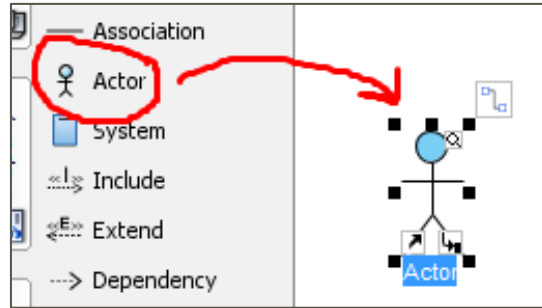 Association
Actor
System
«I» Include
«E» Extend
Dependency
Actor